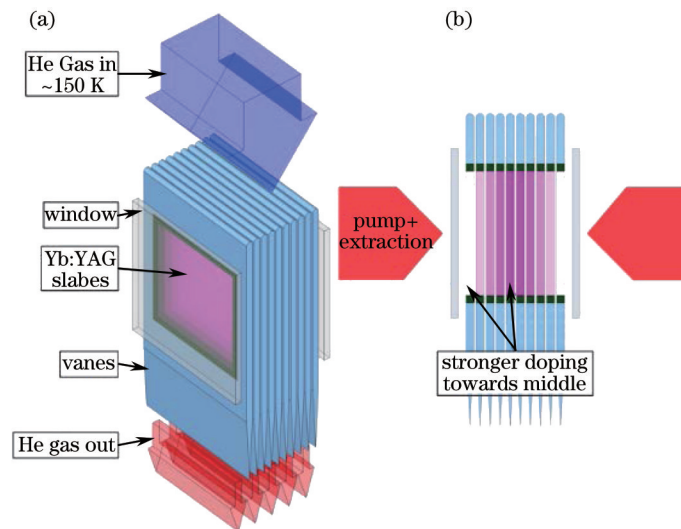 (a)
He Gas in
~150 K
window
Yb:YAG
slabes
vanes
He gas out
(b)
pump+
extraction
stronger doping
towards middle